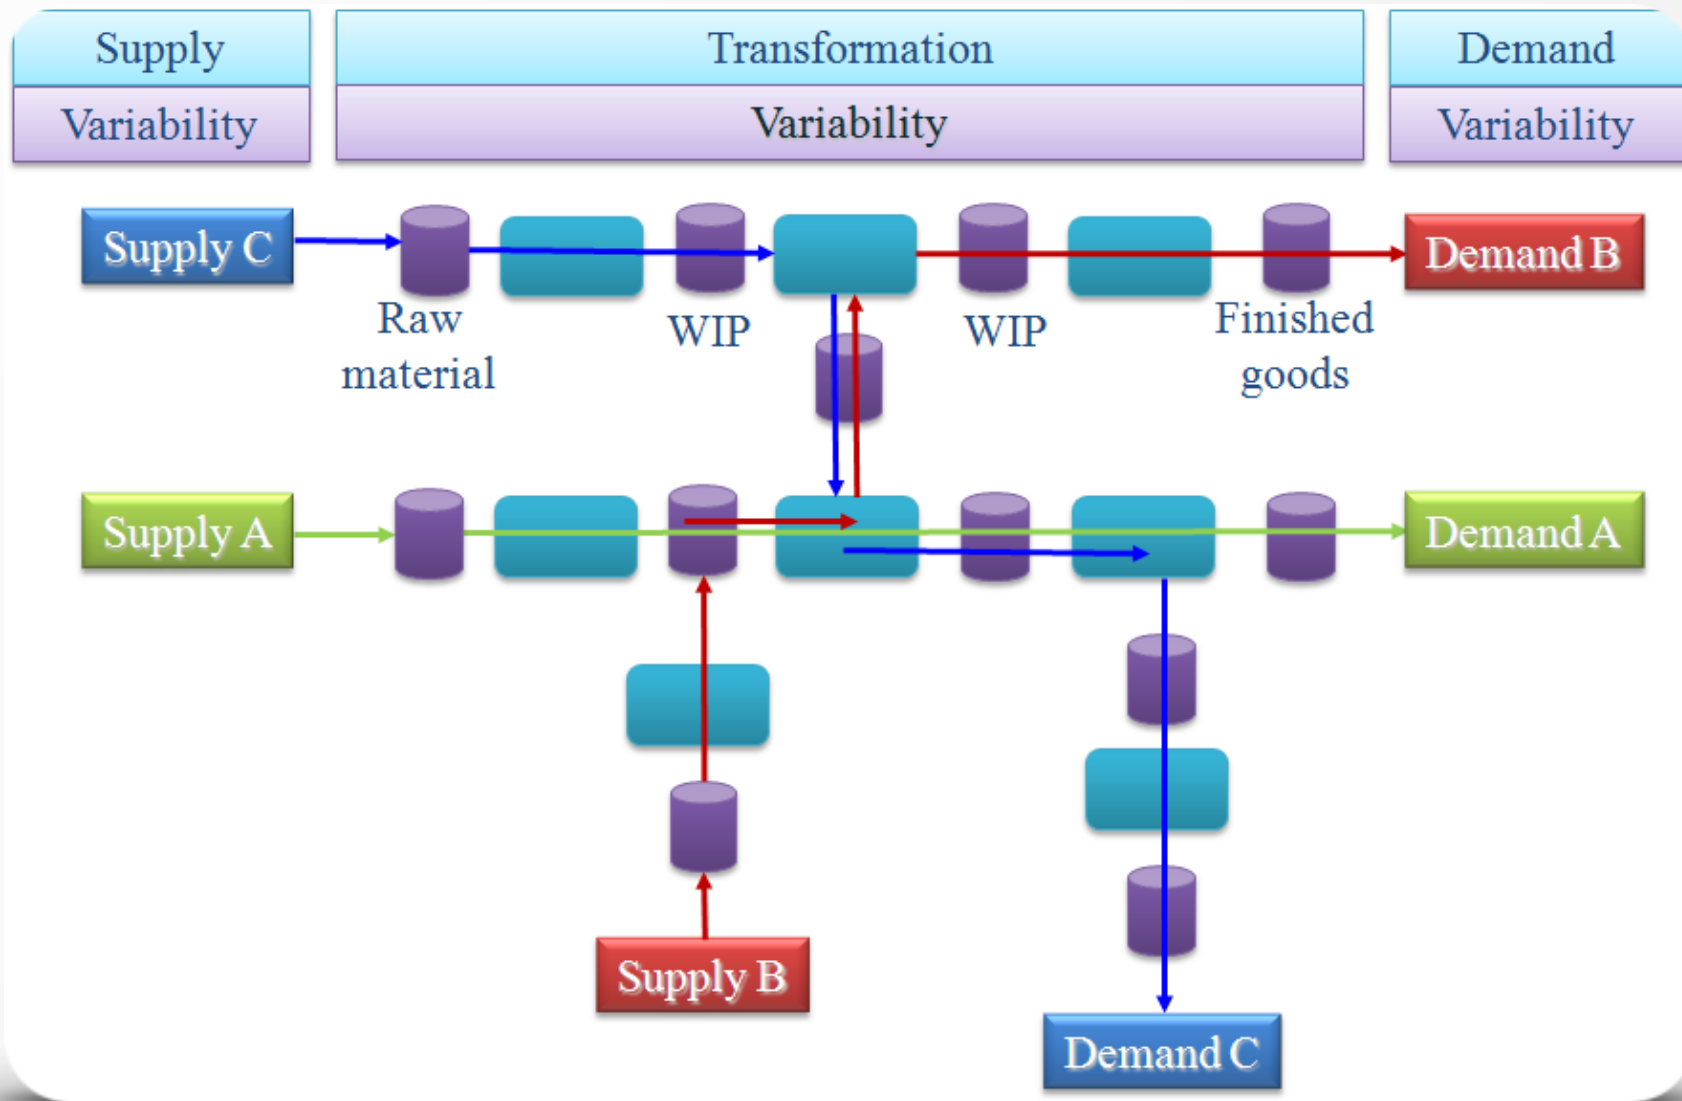 Supply
Transformation
Demand
Variability
Variability
Variability
Supply C
Demand B
Raw
material
WIP
WIP
Finished
goods
Supply A
Demand A
Supply B
Demand C